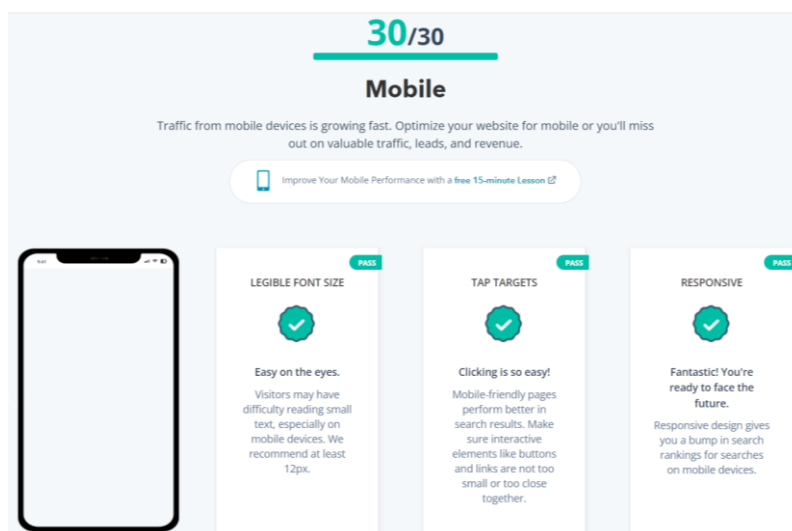 30/30
Mobile
Traffic from mobile devices is growing fast. Optimize your website for mobile or you'll miss
out on valuable traffic, leads, and revenue.
Improve Your Mobile Performance with a free 15-minute Lesson
PASS
LEGIBLE FONT SIZE
Easy on the eyes.
Visitors may have
difficulty reading small
text, especially on
mobile devices. We
recommend at least
12px.
PASS
TAP TARGETS
Clicking is so easy!
Mobile-friendly pages
perform better in
search results. Make
sure interactive
elements like buttons
and links are not too
small or too close
together.
PASS
RESPONSIVE
Fantastic! You're
ready to face the
future.
Responsive design gives
you a bump in search
rankings for searches
on mobile devices.